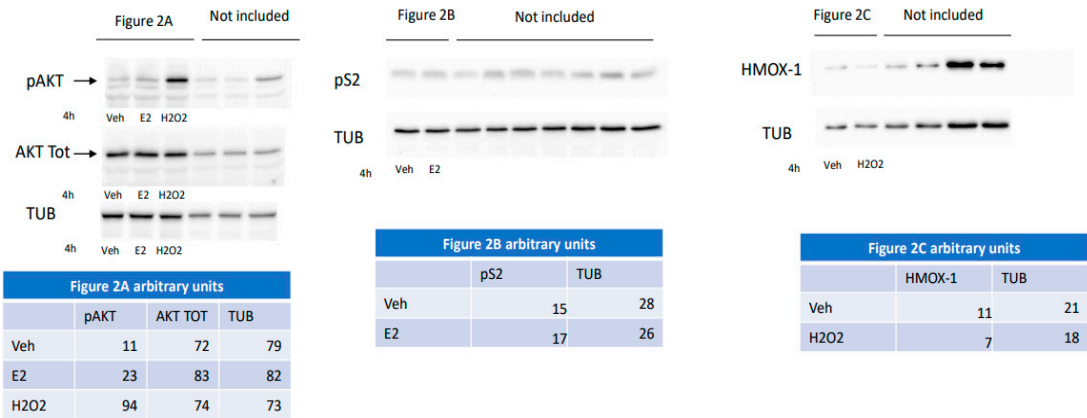 Figure 2A
Not included
pAKT
4h
Veh E2 H2O2
AKT Tot
4h
Veh E2 H2O2
TUB
4h
Veh E2 H2O2
Figure 2A arbitrary units
pAKT AKT TOT TUB
Veh 11 72 79
E2 23 83 82
H2O2 94 74 73
Figure 2B
Not included
pS2
TUB
4h
Veh E2
Figure 2B arbitrary units
pS2 TUB
Veh 15 28
E2 17 26
Figure 2C
Not included
HMOX-1
TUB
4h
Veh H2O2
Figure 2C arbitrary units
HMOX-1 TUB
Veh 11 21
H2O2 7 18